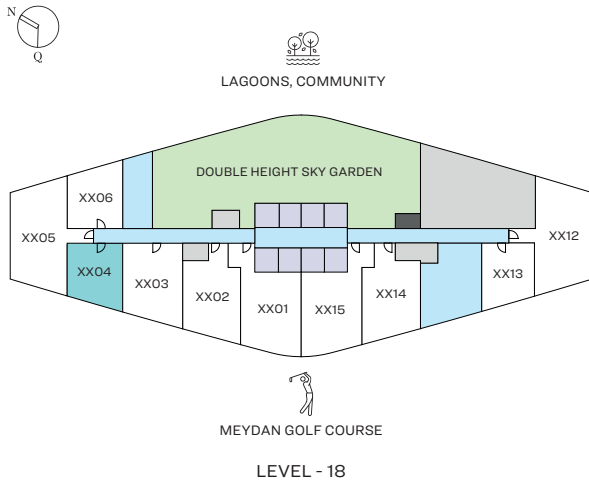 N
Q
LAGOONS, COMMUNITY
DOUBLE HEIGHT SKY GARDEN
XX06
XX05
XX12
XX04
XX03
XX13
XX02
XX14
XX01
XX15
MEYDAN GOLF COURSE
LEVEL - 18